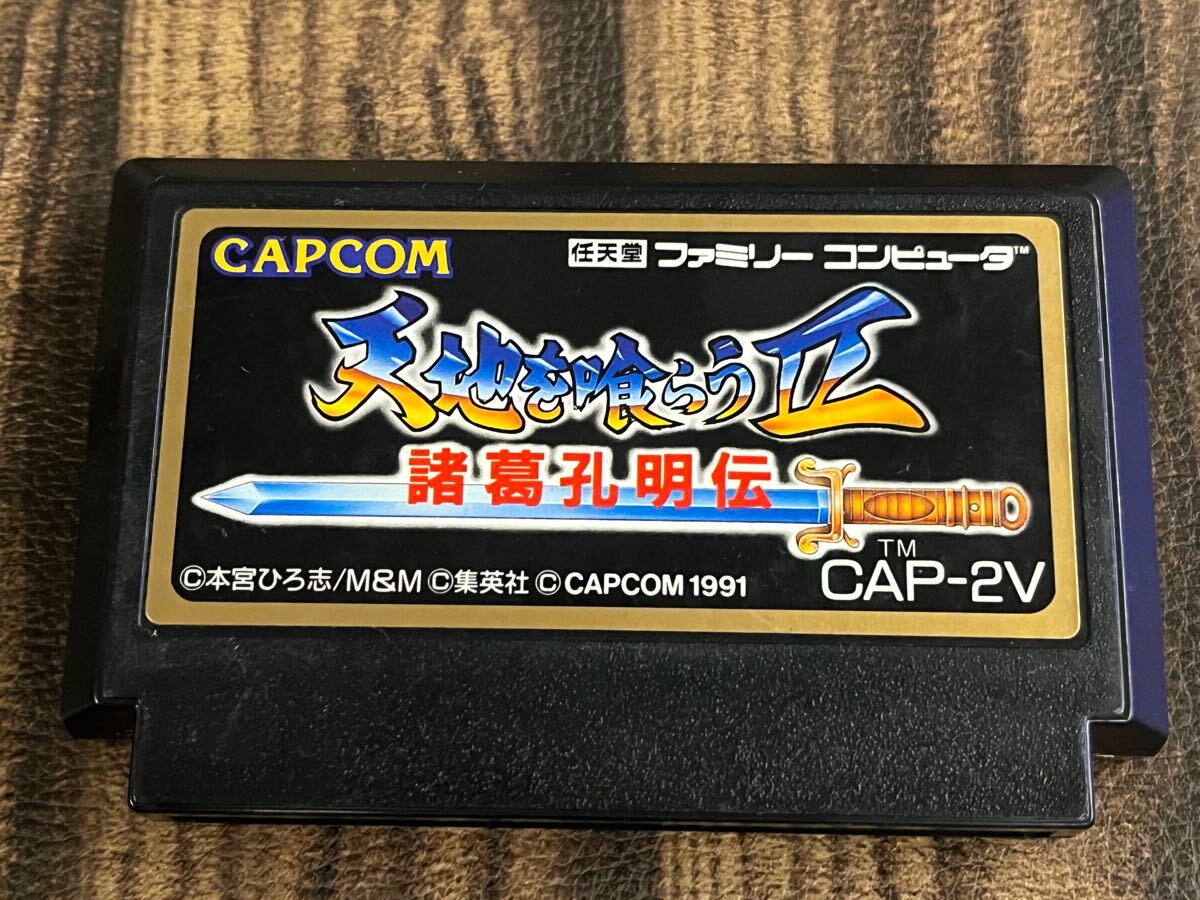 CAPCOM
任天堂 ファミリー コンピュータ™
天地を喰らうII
諸葛孔明伝
TM
©本宮ひろ志/M&M ©集英社 ©CAPCOM 1991
CAP-2V